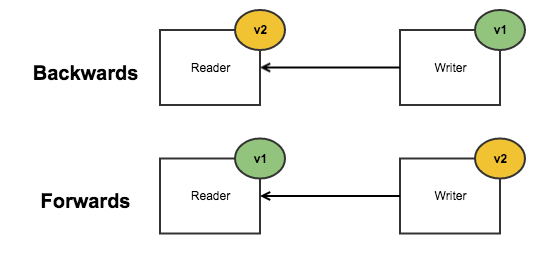 v2
v1
Backwards
Reader
Writer
v1
v2
Forwards
Reader
Writer